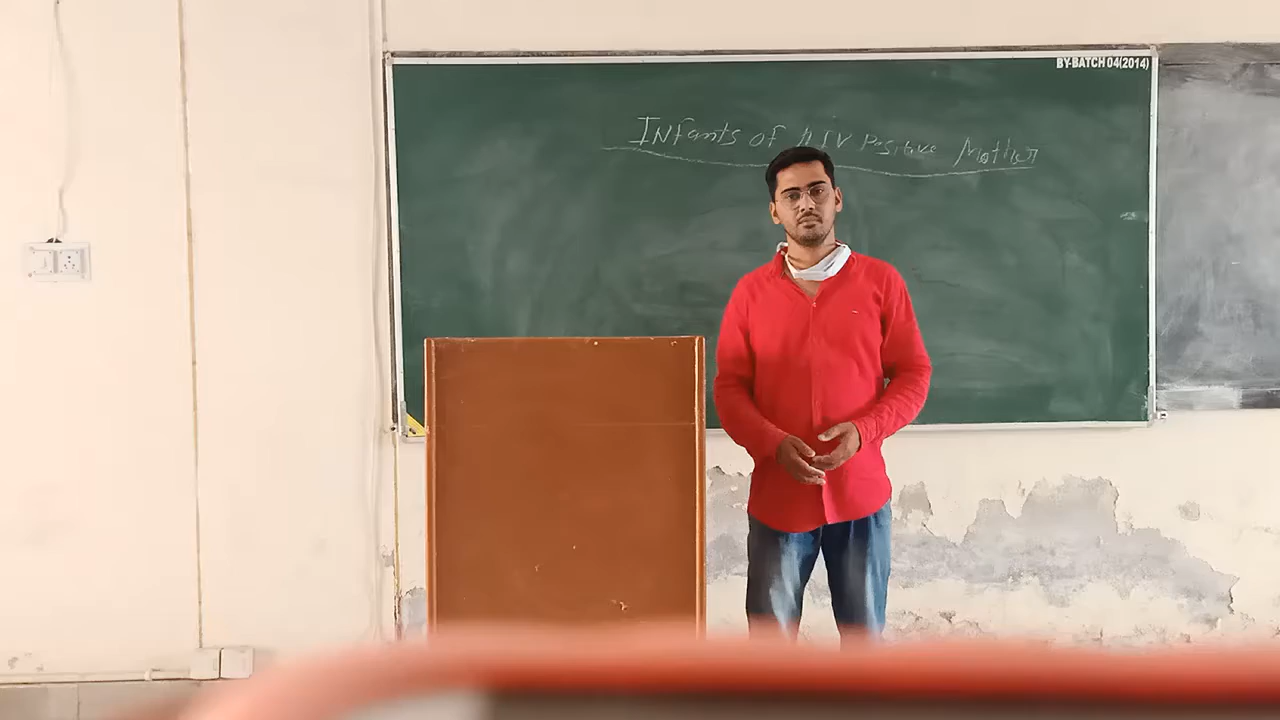 BY-BATCH 04(2014)
INfants of HIV Positive Mother